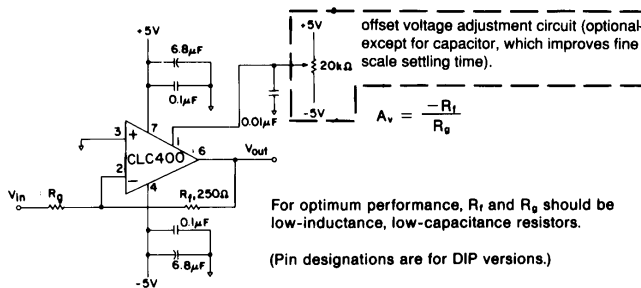 +5V
6.8μF
0.1μF
+5V
20kΩ
-5V
0.01μF
offset voltage adjustment circuit (optional-
except for capacitor, which improves fine
scale settling time).
Av = -Rf
Rg
3
+
7
1
CLC400
6
Vout
2
-
4
Vin
Rg
Rf, 250Ω
0.1μF
6.8μF
-5V
For optimum performance, Rf and Rg should be
low-inductance, low-capacitance resistors.
(Pin designations are for DIP versions.)